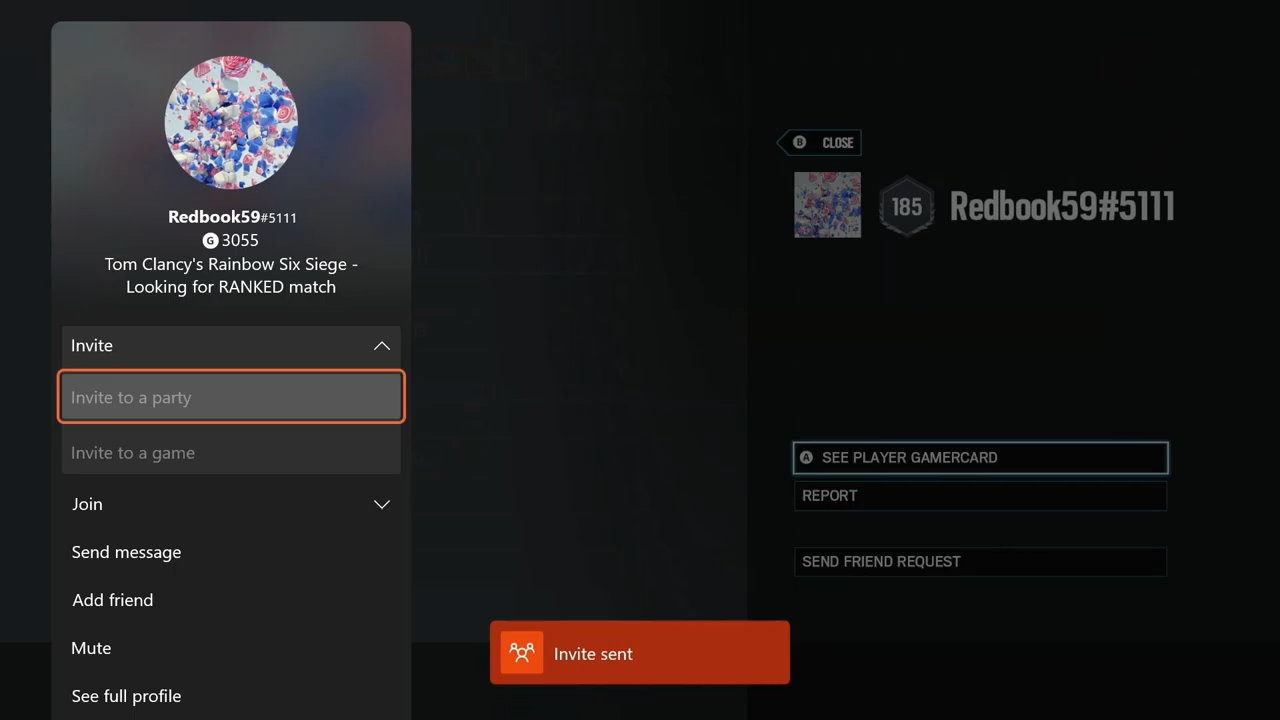 Redbook59#5111
G 3055
Tom Clancy's Rainbow Six Siege -
Looking for RANKED match
Invite
Invite to a party
Invite to a game
Join
Send message
Add friend
Mute
See full profile
B CLOSE
185 Redbook59#5111
A SEE PLAYER GAMERCARD
REPORT
SEND FRIEND REQUEST
Invite sent